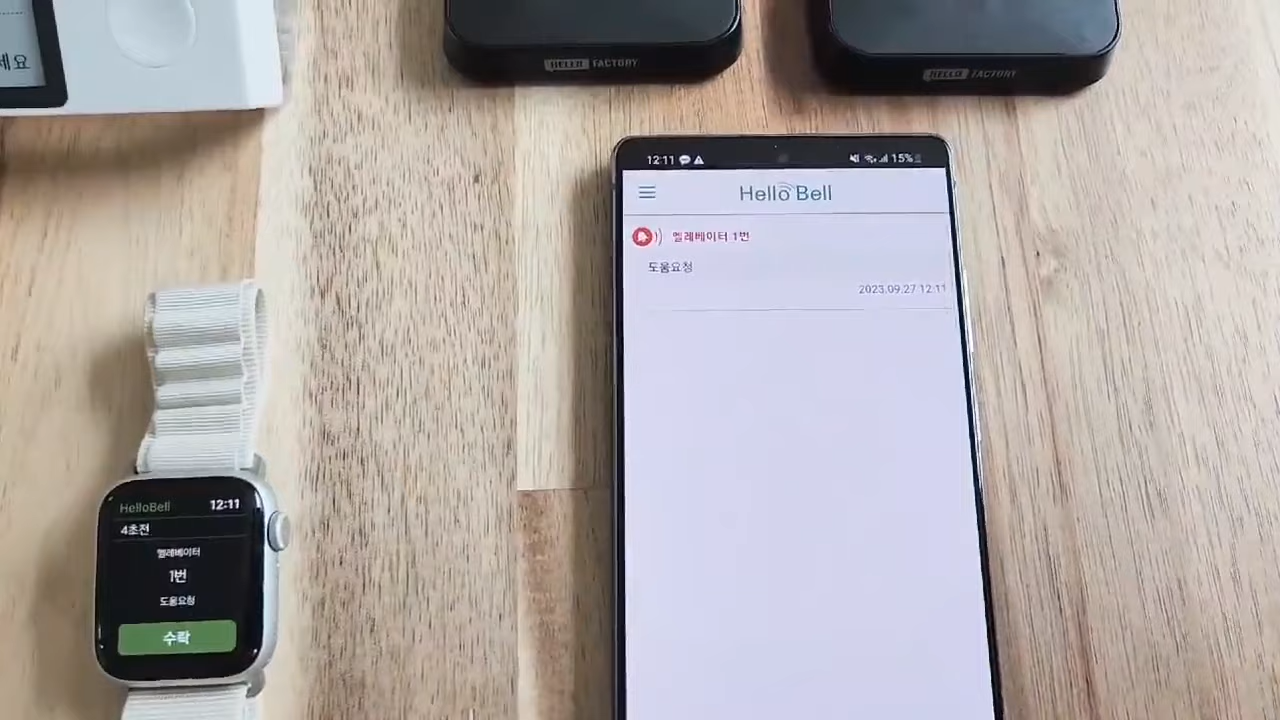 세요
HELLO FACTORY
HELLO FACTORY
12:11
15%
Hello Bell
엘레베이터 1번
도움요청
2023.09.27 12:11
HelloBell
12:11
4초전
엘레베이터
1번
도움요청
수락